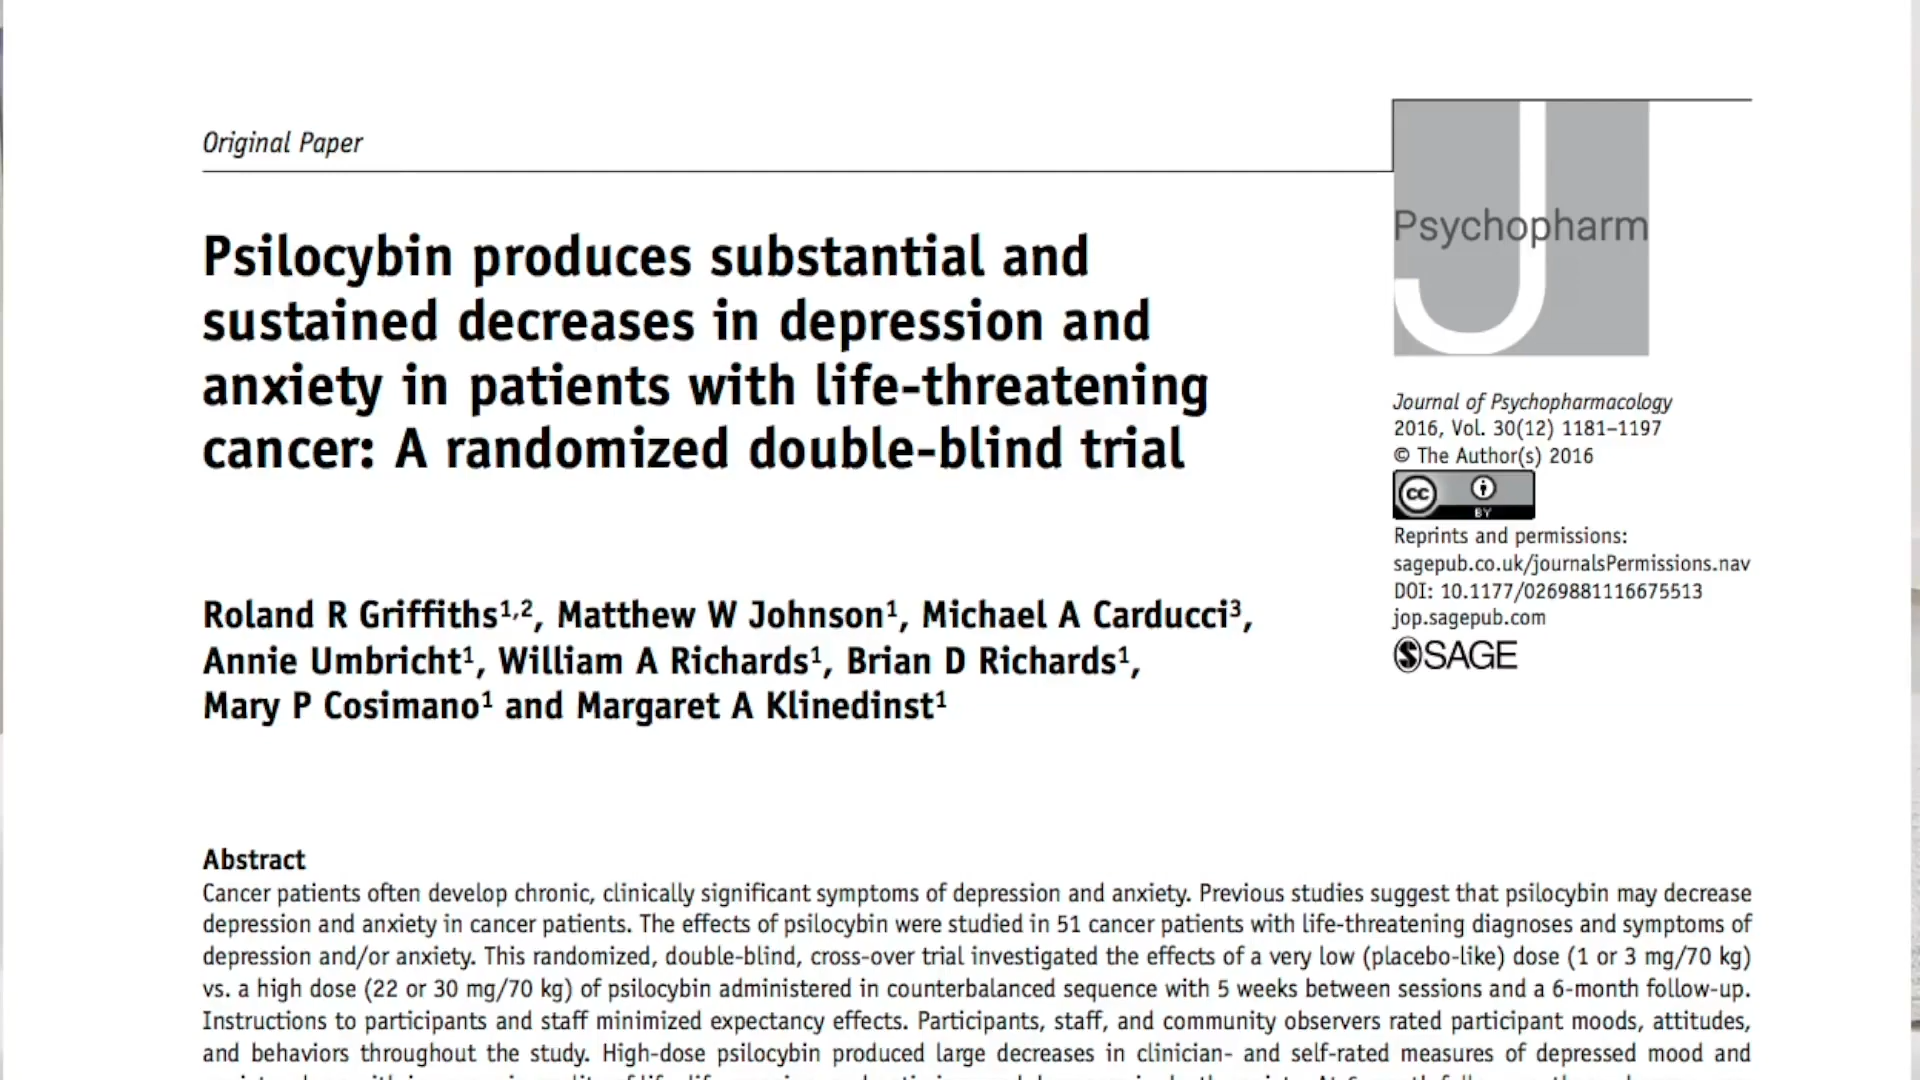 Original Paper
Psilocybin produces substantial and
sustained decreases in depression and
anxiety in patients with life-threatening
cancer: A randomized double-blind trial
Psychopharm
Journal of Psychopharmacology
2016, Vol. 30(12) 1181–1197
© The Author(s) 2016
cc
BY
Reprints and permissions:
sagepub.co.uk/journalsPermissions.nav
DOI: 10.1177/0269881116675513
jop.sagepub.com
SAGE
Roland R Griffiths1,2, Matthew W Johnson1, Michael A Carducci3,
Annie Umbricht1, William A Richards1, Brian D Richards1,
Mary P Cosimano1 and Margaret A Klinedinst1
Abstract
Cancer patients often develop chronic, clinically significant symptoms of depression and anxiety. Previous studies suggest that psilocybin may decrease
depression and anxiety in cancer patients. The effects of psilocybin were studied in 51 cancer patients with life-threatening diagnoses and symptoms of
depression and/or anxiety. This randomized, double-blind, cross-over trial investigated the effects of a very low (placebo-like) dose (1 or 3 mg/70 kg)
vs. a high dose (22 or 30 mg/70 kg) of psilocybin administered in counterbalanced sequence with 5 weeks between sessions and a 6-month follow-up.
Instructions to participants and staff minimized expectancy effects. Participants, staff, and community observers rated participant moods, attitudes,
and behaviors throughout the study. High-dose psilocybin produced large decreases in clinician- and self-rated measures of depressed mood and